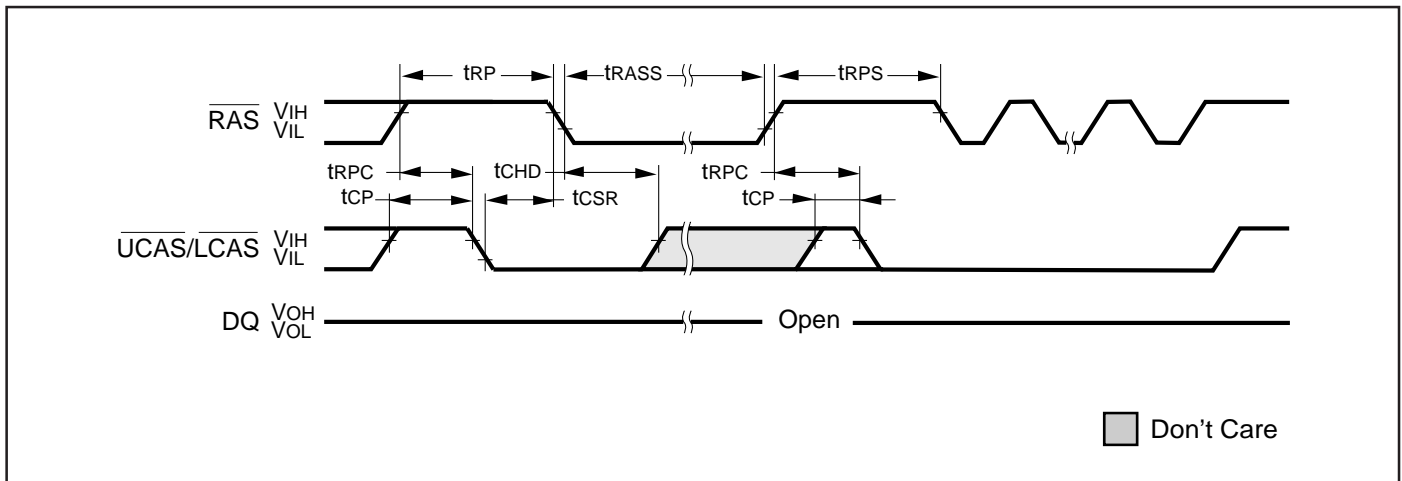 tRP tRASS tRPS
RAS VIH
VIL
tRPC tCHD tRPC
tCP tCSR tCP
UCAS/LCAS VIH
VIL
DQ VOH
VOL
Open
Don't Care